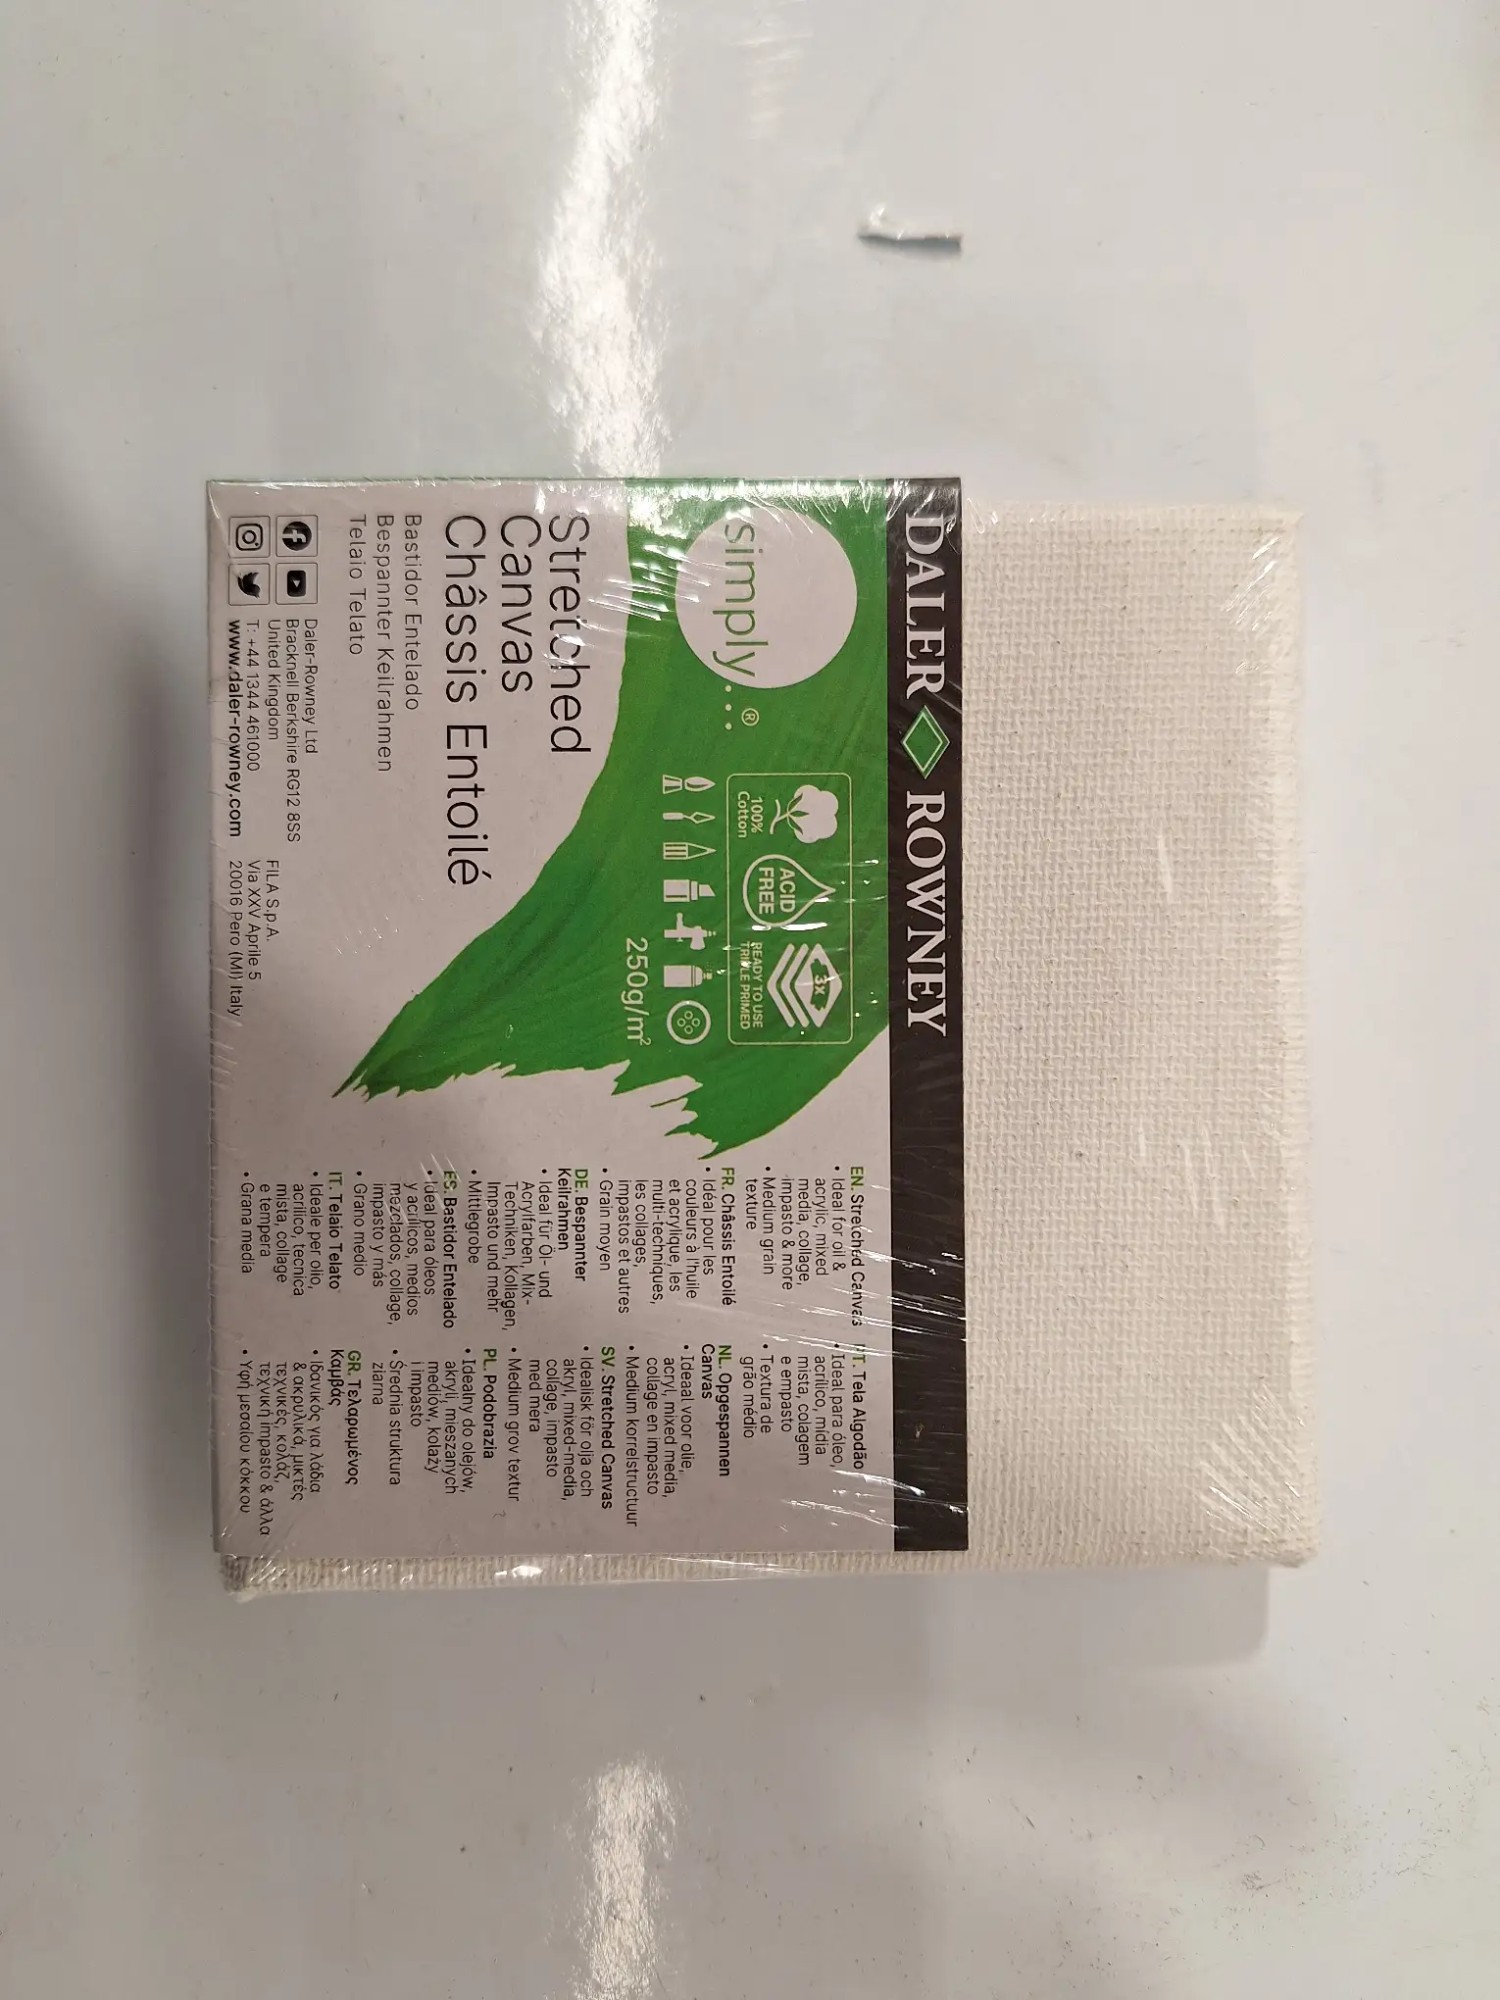 DALER ROWNEY
simply...®
100%
Cotton
ACID
FREE
3x
READY TO USE
TRIPLE PRIMED
250g/m²
Stretched
Canvas
Châssis Entoilé
Bastidor Entelado
Bespannter Keilrahmen
Telaio Telato
Daler-Rowney Ltd
Bracknell Berkshire RG12 8SS
United Kingdom
T: +44 1344 461000
www.daler-rowney.com
FILA S.p.A.
Via XXV Aprile 5
20016 Pero (MI) Italy
EN. Stretched Canvas
• Ideal for oil &
acrylic, mixed
media, collage,
impasto & more
• Medium grain
texture
FR. Châssis Entoilé
• Idéal pour les
couleurs à l'huile
et acrylique, les
multi-techniques,
les collages,
impastos et autres
• Grain moyen
DE. Bespannter
Keilrahmen
• Ideal für Öl- und
Acrylfarben, Mix-
Techniken, Kollagen,
Impasto und mehr
• Mittlegrobe
ES. Bastidor Entelado
• Ideal para óleos
y acrílicos, medios
mezclados, collage,
impasto y más
• Grano medio
IT. Telaio Telato
• Ideale per olio,
acrilico, tecnica
mista, collage
e tempera
• Grana media
PT. Tela Algodão
• Ideal para óleo,
acrílico, mídia
mista, colagem
e empasto
• Textura de
grão médio
NL. Opgespannen
Canvas
• Ideaal voor olie,
acryl, mixed media,
collage en impasto
• Medium korrelstructuur
SV. Stretched Canvas
• Idealisk för olja och
akryl, mixed-media,
collage, impasto
med mera
• Medium grov textur
PL. Podobrazia
• Idealny do olejów,
akryli, mieszanych
mediów, kolaży
i impasto
• Średnia struktura
ziarna
GR. Τελαρωμένος
Καμβάς
• Ιδανικός για λάδια
& ακρυλικά, μικτές
τεχνικές, κολάζ,
τεχνική impasto & άλλα
• Υφή μεσαίου κόκκου